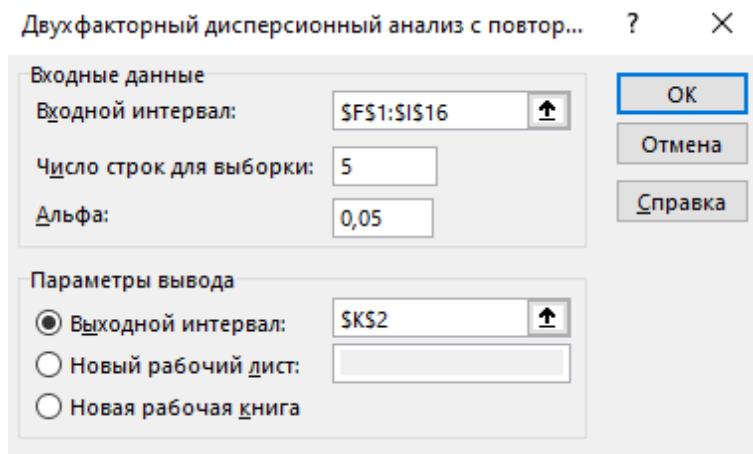 Двухфакторный дисперсионный анализ с повтор... ?
Входные данные
Входной интервал: $F$1:$I$16
Число строк для выборки: 5
Альфа: 0,05
OK
Отмена
Справка
Параметры вывода
Выходной интервал: $K$2
Новый рабочий лист:
Новая рабочая книга